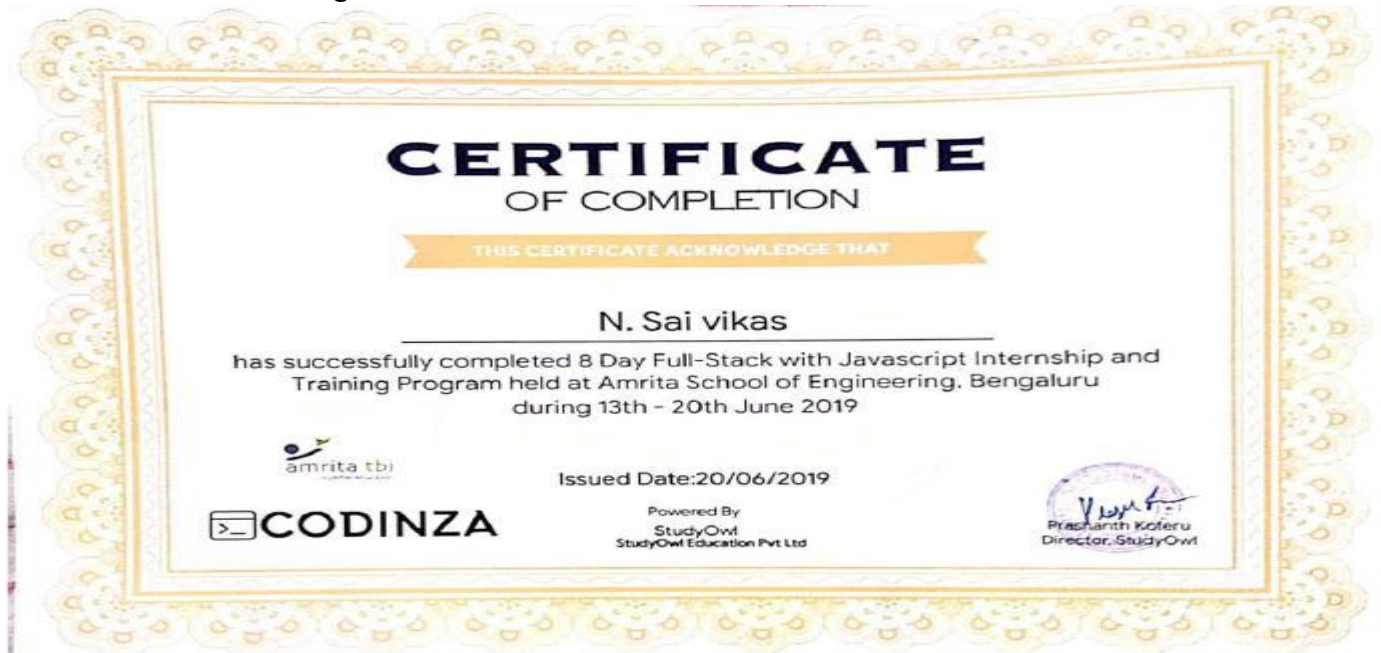 CERTIFICATE
OF COMPLETION
THIS CERTIFICATE ACKNOWLEDGE THAT
N. Sai vikas
has successfully completed 8 Day Full-Stack with Javascript Internship and
Training Program held at Amrita School of Engineering, Bengaluru
during 13th - 20th June 2019
amrita tbi
Issued Date:20/06/2019
>_CODINZA
Powered By
StudyOwl
StudyOwl Education Pvt Ltd
Prashanth Koteru
Director, StudyOwl